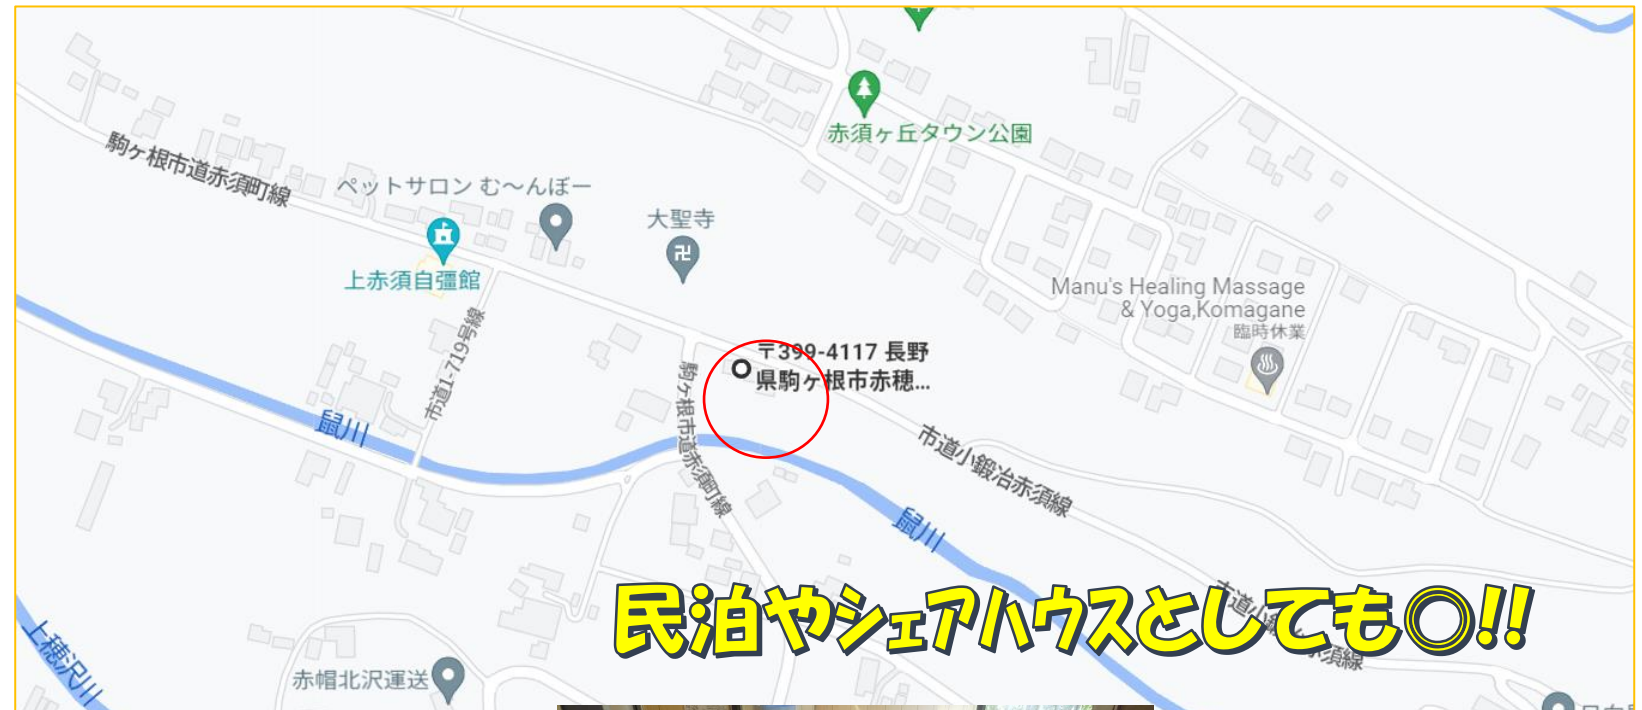 赤須ヶ丘タウン公園
駒ヶ根市道赤須町線
ペットサロン む〜んぼー
大聖寺
上赤須自彊館
Manu's Healing Massage
& Yoga,Komagane
臨時休業
市道1-719号線
〒399-4117 長野
県駒ヶ根市赤穂...
駒ヶ根市道赤須町線
鼠川
市道小鍛冶赤須線
鼠川
民泊やシェアハウスとしても◎!!
上穂沢川
赤帽北沢運送